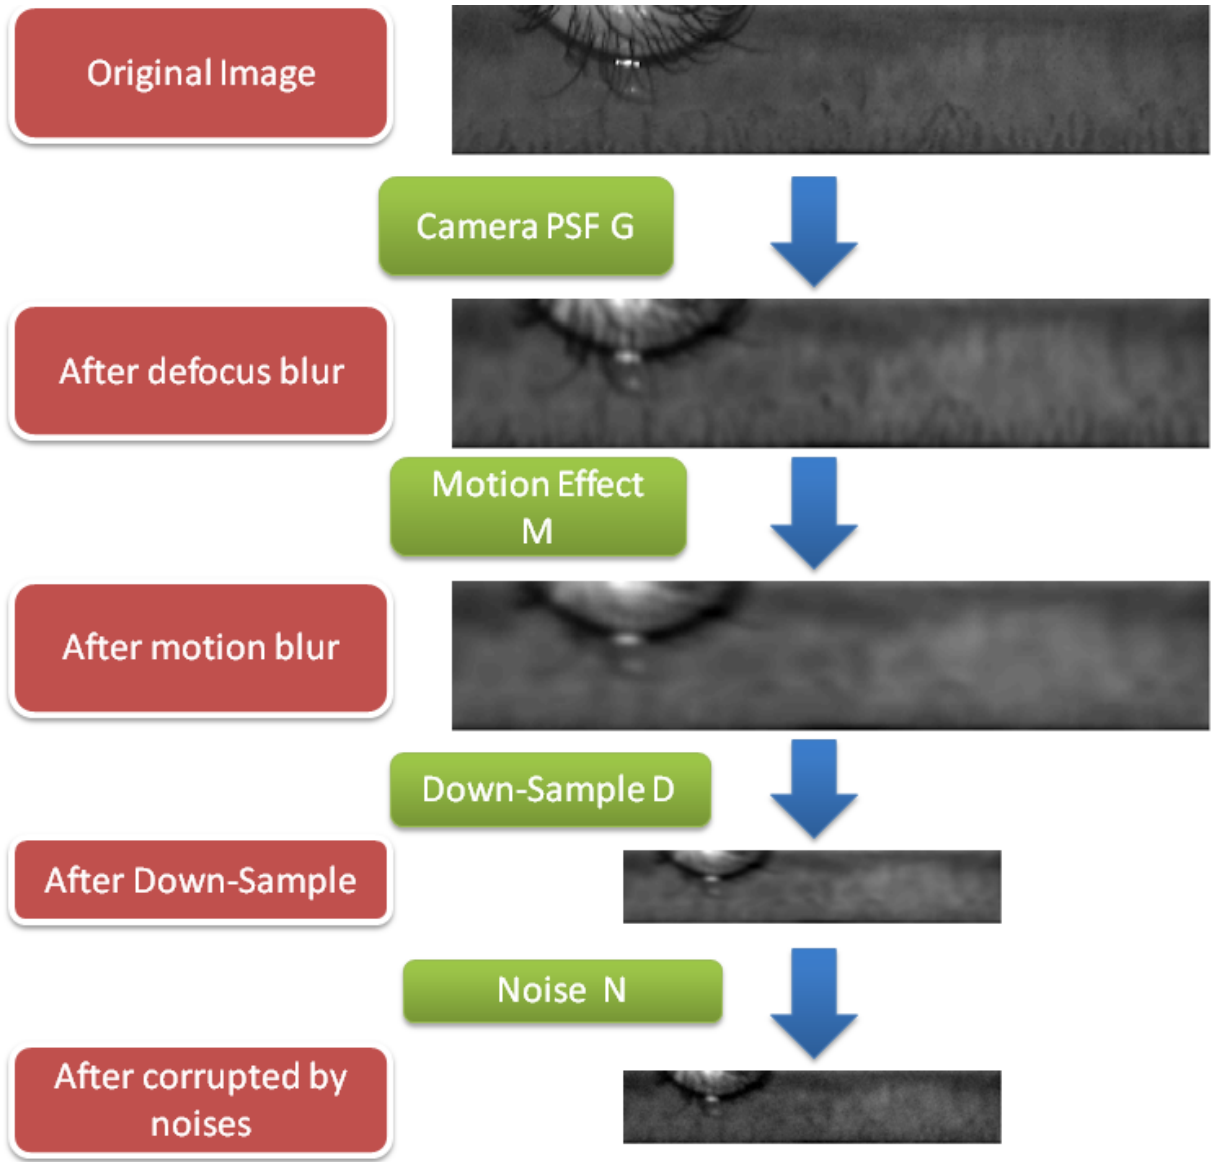 Original Image
Camera PSF G
After defocus blur
Motion Effect
M
After motion blur
Down-Sample D
After Down-Sample
Noise N
After corrupted by
noises